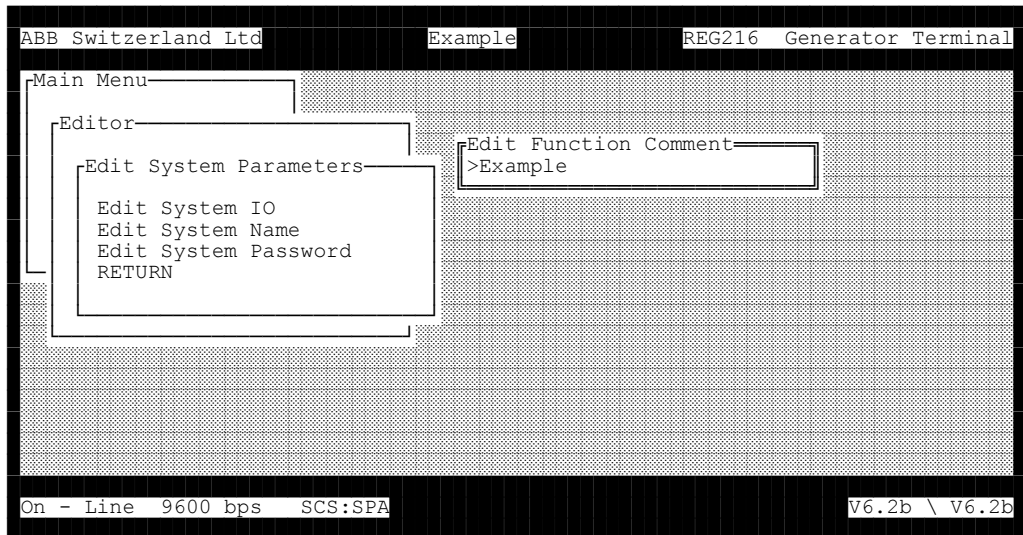 ABB Switzerland Ltd Example REG216 Generator Terminal
Main Menu
Editor
Edit Function Comment
>Example
Edit System Parameters
Edit System IO
Edit System Name
Edit System Password
RETURN
On - Line 9600 bps SCS:SPA V6.2b \ V6.2b